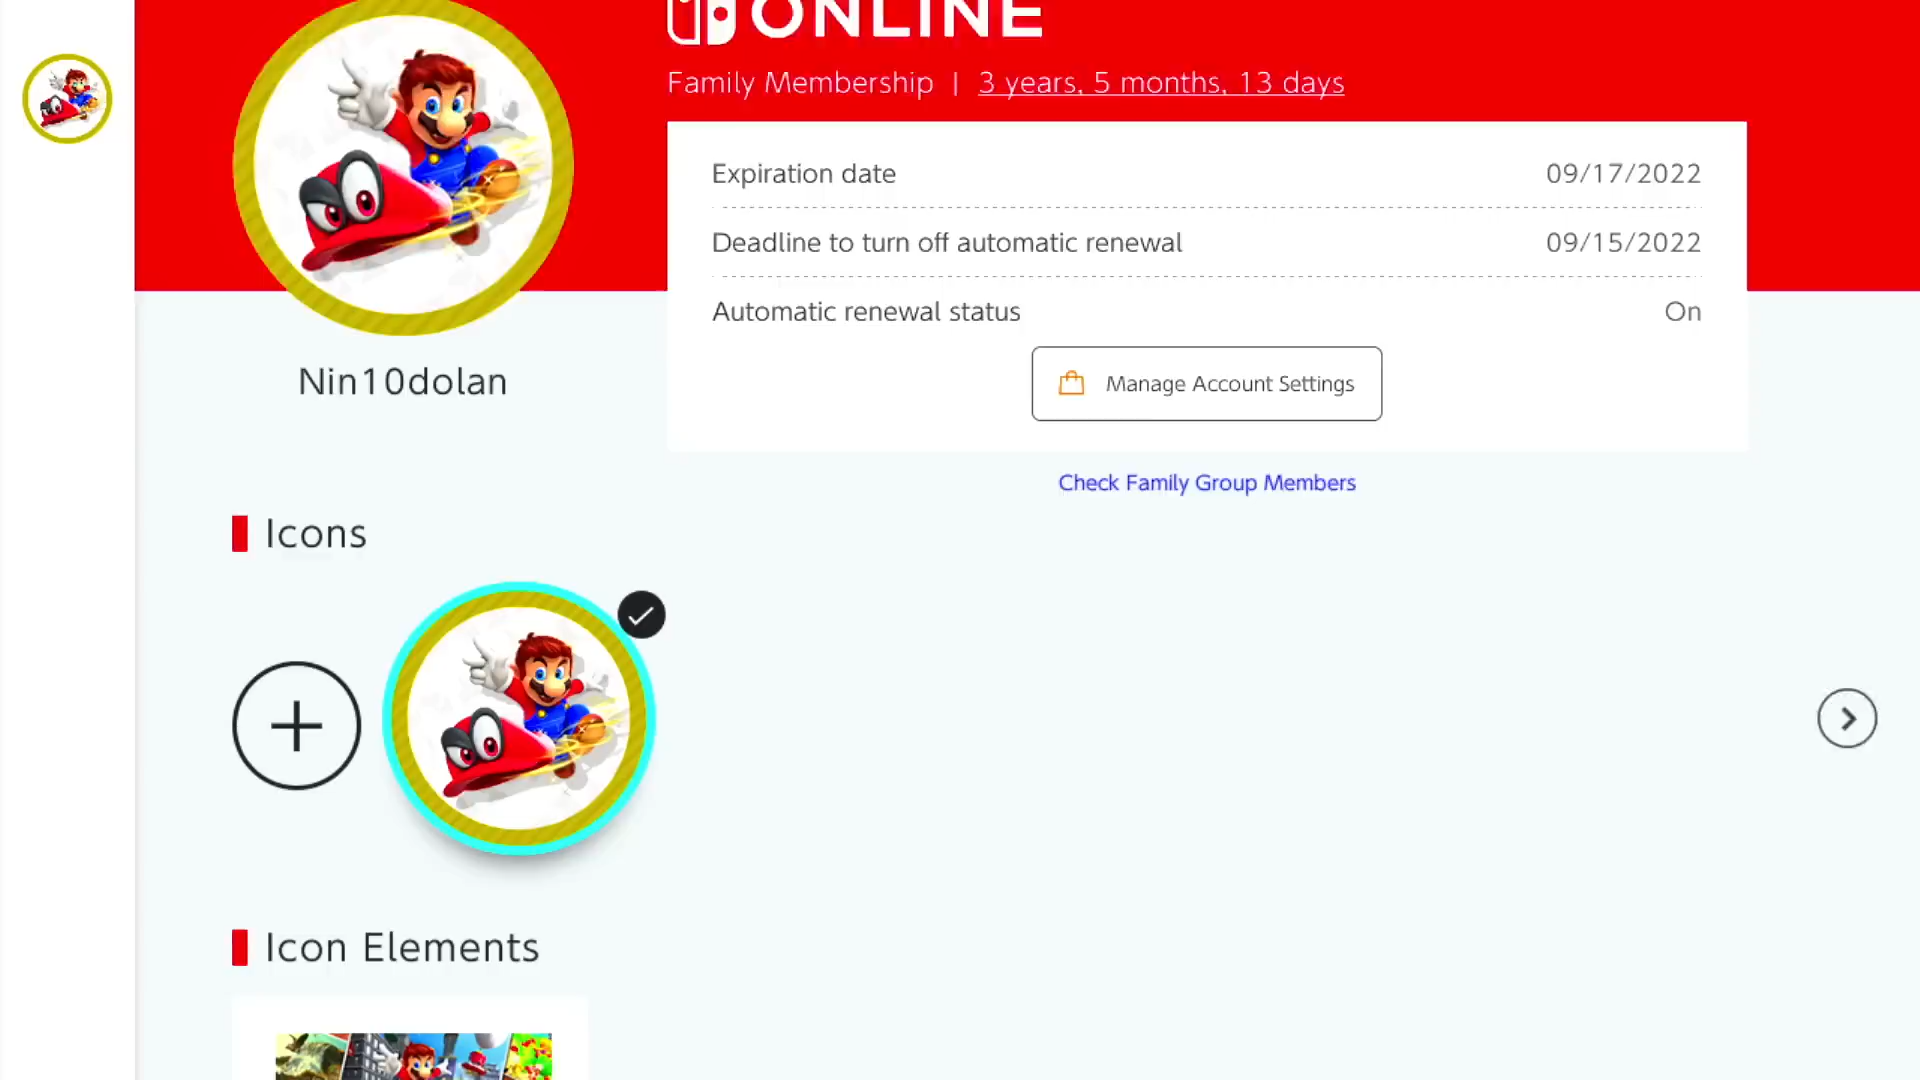 ONLINE
Family Membership | 3 years, 5 months, 13 days
Expiration date 09/17/2022
Deadline to turn off automatic renewal 09/15/2022
Automatic renewal status On
Manage Account Settings
Check Family Group Members
Nin10dolan
Icons
Icon Elements